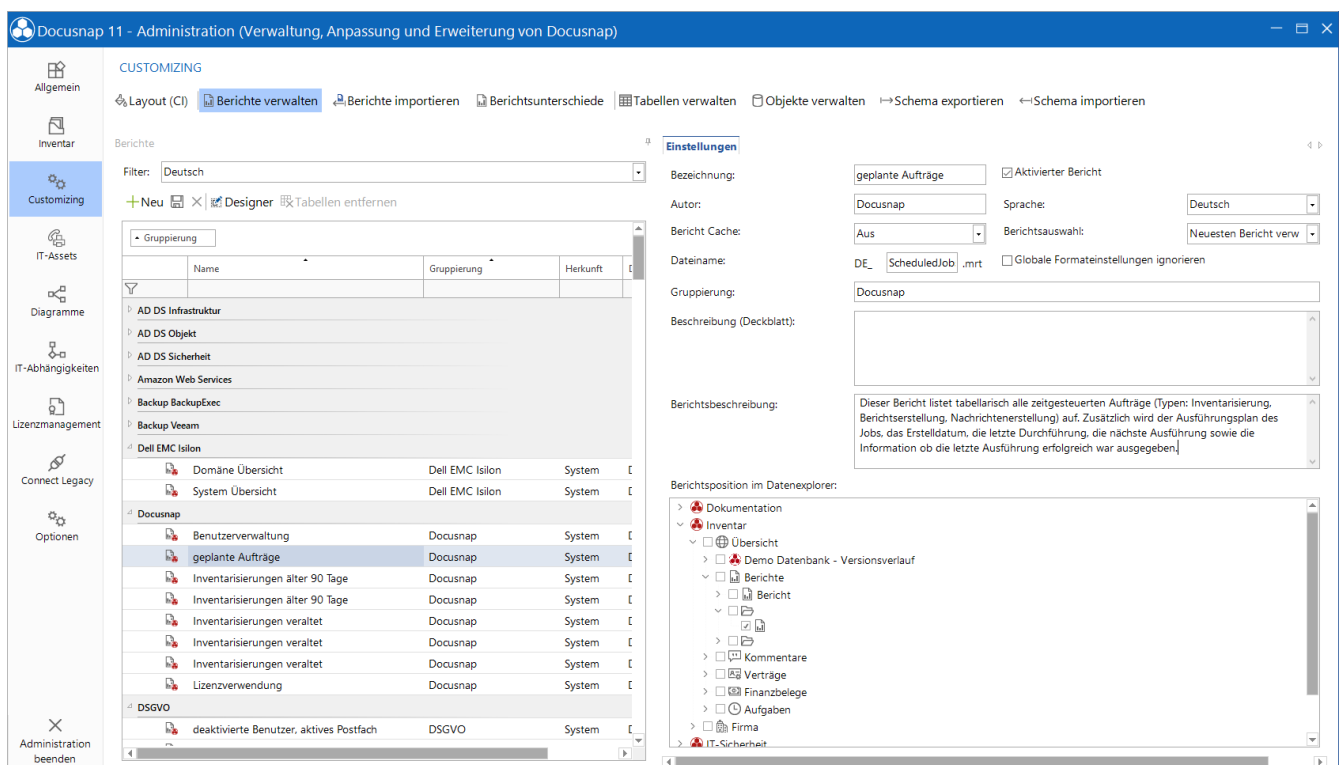 Docusnap 11 - Administration (Verwaltung, Anpassung und Erweiterung von Docusnap)
Allgemein
Inventar
Customizing
IT-Assets
Diagramme
IT-Abhängigkeiten
Lizenzmanagement
Connect Legacy
Optionen
Administration
beenden
CUSTOMIZING
Layout (CI) Berichte verwalten Berichte importieren Berichtsunterschiede Tabellen verwalten Objekte verwalten Schema exportieren Schema importieren
Berichte
Filter: Deutsch
Neu Designer Tabellen entfernen
Gruppierung
Name Gruppierung Herkunft
AD DS Infrastruktur
AD DS Objekt
AD DS Sicherheit
Amazon Web Services
Backup BackupExec
Backup Veeam
Dell EMC Isilon
Domäne Übersicht Dell EMC Isilon System
System Übersicht Dell EMC Isilon System
Docusnap
Benutzerverwaltung Docusnap System
geplante Aufträge Docusnap System
Inventarisierungen älter 90 Tage Docusnap System
Inventarisierungen älter 90 Tage Docusnap System
Inventarisierungen veraltet Docusnap System
Inventarisierungen veraltet Docusnap System
Inventarisierungen veraltet Docusnap System
Lizenzverwendung Docusnap System
DSGVO
deaktivierte Benutzer, aktives Postfach DSGVO System
Einstellungen
Bezeichnung: geplante Aufträge Aktivierter Bericht
Autor: Docusnap Sprache: Deutsch
Bericht Cache: Aus Berichtsauswahl: Neuesten Bericht verw
Dateiname: DE_ ScheduledJob .mrt Globale Formateinstellungen ignorieren
Gruppierung: Docusnap
Beschreibung (Deckblatt):
Berichtsbeschreibung:
Dieser Bericht listet tabellarisch alle zeitgesteuerten Aufträge (Typen: Inventarisierung,
Berichtserstellung, Nachrichtenerstellung) auf. Zusätzlich wird der Ausführungsplan des
Jobs, das Erstelldatum, die letzte Durchführung, die nächste Ausführung sowie die
Information ob die letzte Ausführung erfolgreich war ausgegeben.
Berichtsposition im Datenexplorer:
Dokumentation
Inventar
Übersicht
Demo Datenbank - Versionsverlauf
Berichte
Bericht
Kommentare
Verträge
Finanzbelege
Aufgaben
Firma
IT-Sicherheit